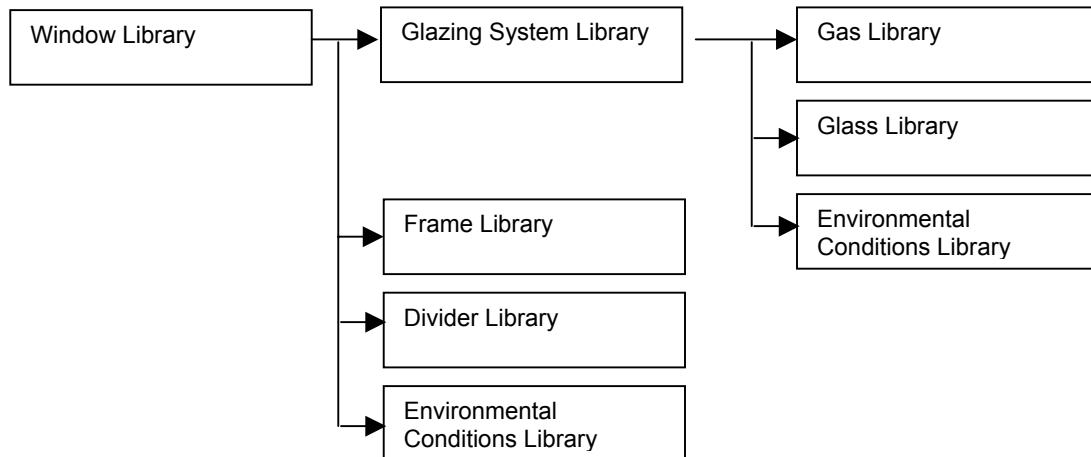 Window Library
Glazing System Library
Gas Library
Glass Library
Environmental
Conditions Library
Frame Library
Divider Library
Environmental
Conditions Library